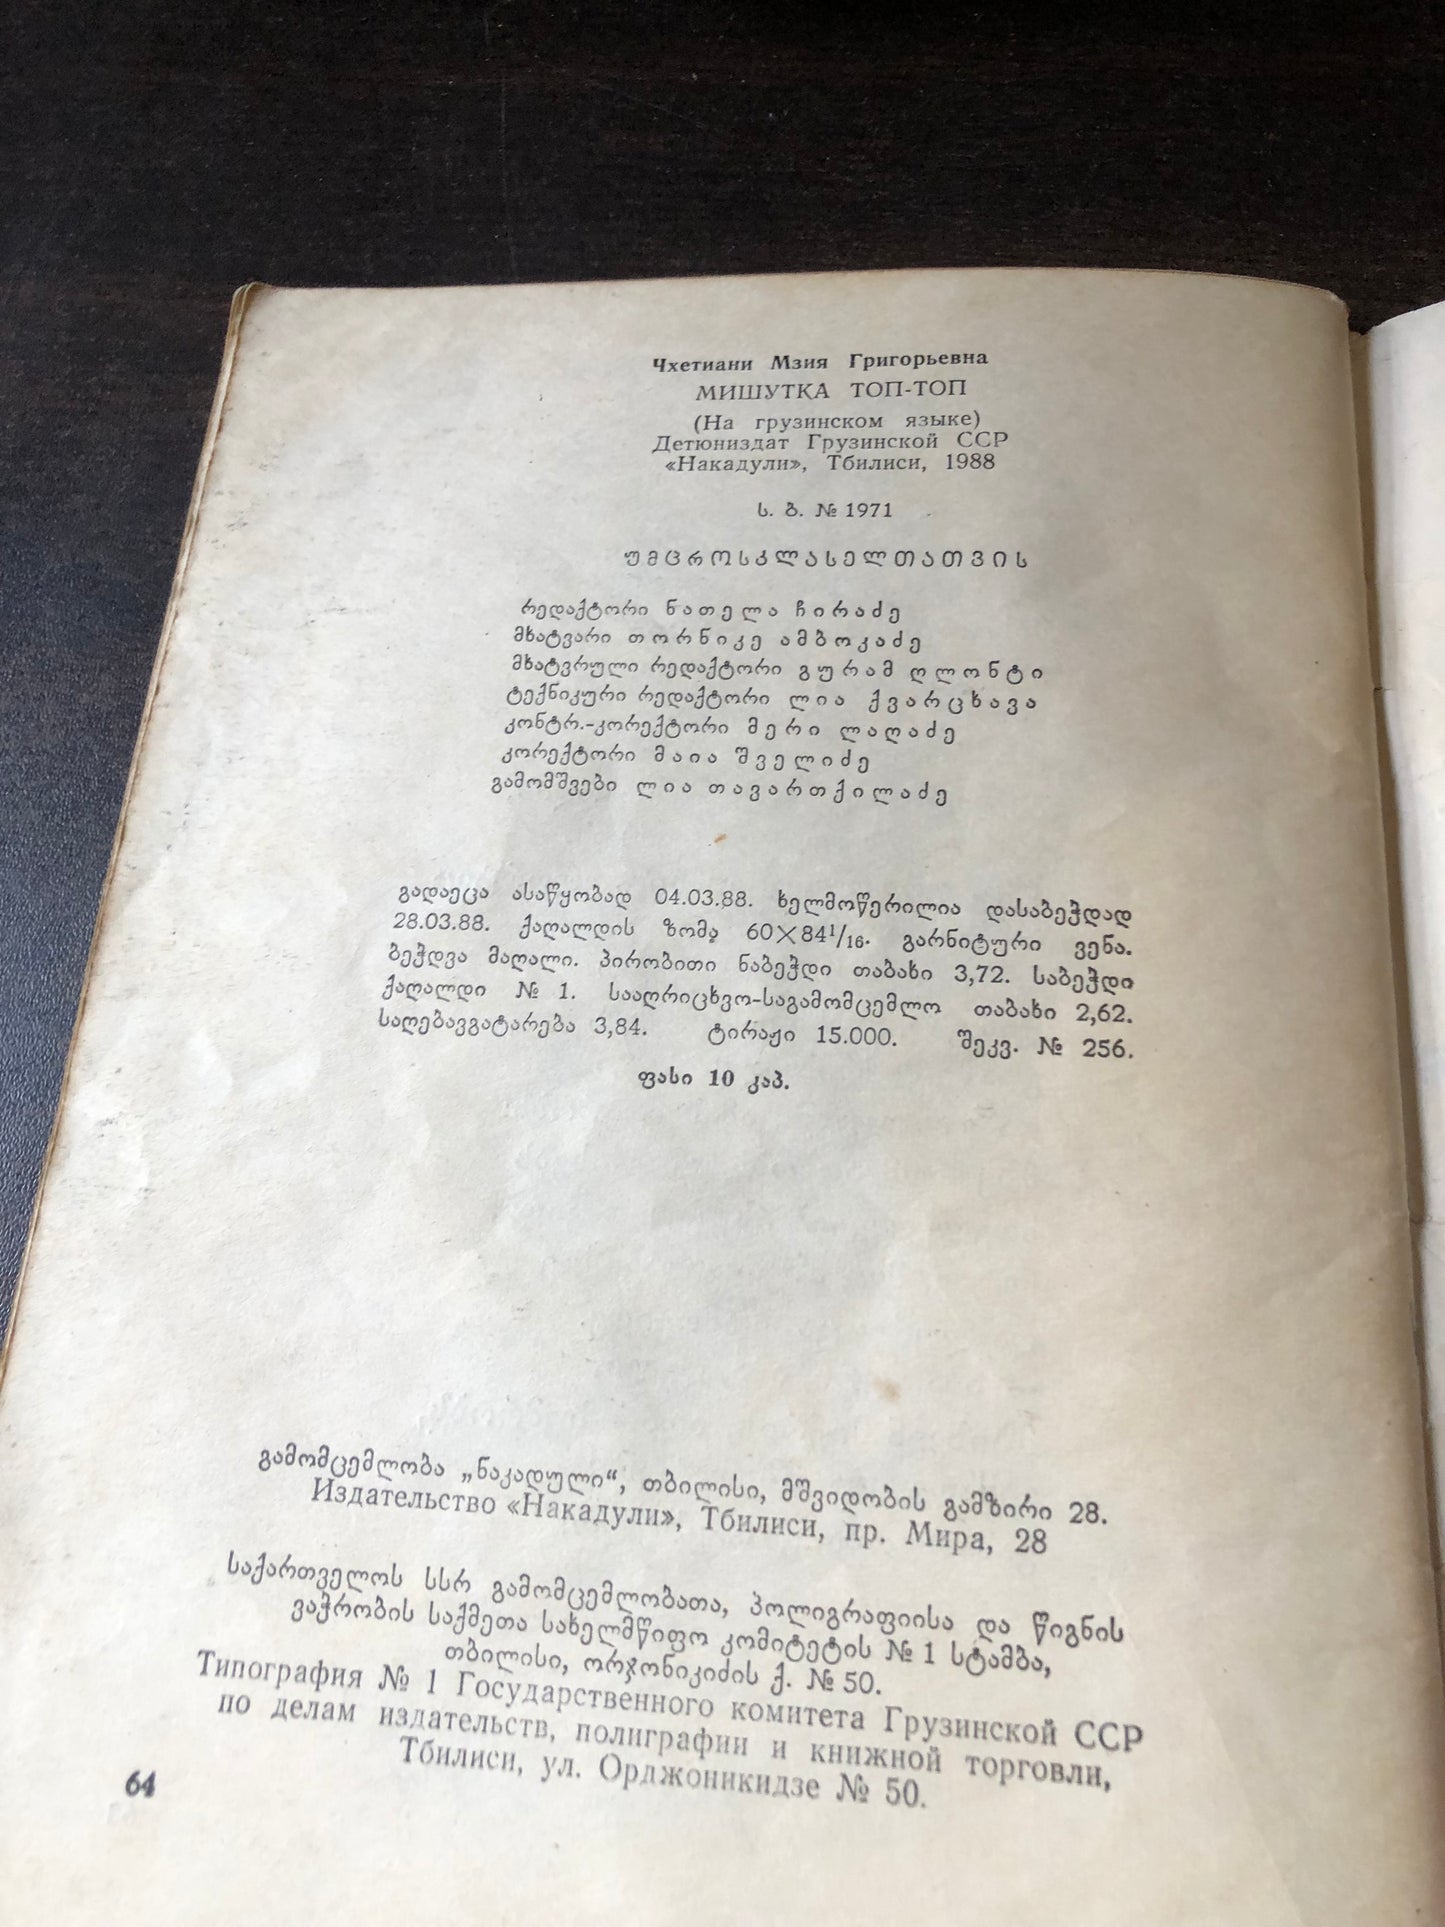 Чхетиани Мзия Григорьевна
МИШУТКА ТОП-ТОП
(На грузинском языке)
Детюниздат Грузинской ССР
«Накадули», Тбилиси, 1988
ს. ბ. № 1971
უმცროსკლასელთათვის
რედაქტორი ნათელა ჩირაძე
მხატვარი თორნიკე ამბოკაძე
მხატვრული რედაქტორი გურამ ღლონტი
ტექნიკური რედაქტორი ლია ქვარცხავა
კონტრ.-კორექტორი მერი ლაღაძე
კორექტორი მაია შველიძე
გამომშვები ლია თავართქილაძე
გადაეცა ასაწყობად 04.03.88. ხელმოწერილია დასაბეჭდად
28.03.88. ქაღალდის ზომა 60×84¹/₁₆. გარნიტური ვენა.
ბეჭდვა მაღალი. პირობითი ნაბეჭდი თაბახი 3,72. საბეჭდი
ქაღალდი № 1. სააღრიცხვო-საგამომცემლო თაბახი 2,62.
საღებავგატარება 3,84. ტირაჟი 15.000. შეკვ. № 256.
ფასი 10 კაპ.
გამომცემლობა „ნაკადული“, თბილისი, მშვიდობის გამზირი 28.
Издательство «Накадули», Тбилиси, пр. Мира, 28
საქართველოს სსრ გამომცემლობათა, პოლიგრაფიისა და წიგნის
ვაჭრობის საქმეთა სახელმწიფო კომიტეტის № 1 სტამბა,
თბილისი, ორჯონიკიძის ქ. № 50.
Типография № 1 Государственного комитета Грузинской ССР
по делам издательств, полиграфии и книжной торговли,
Тбилиси, ул. Орджоникидзе № 50.
64